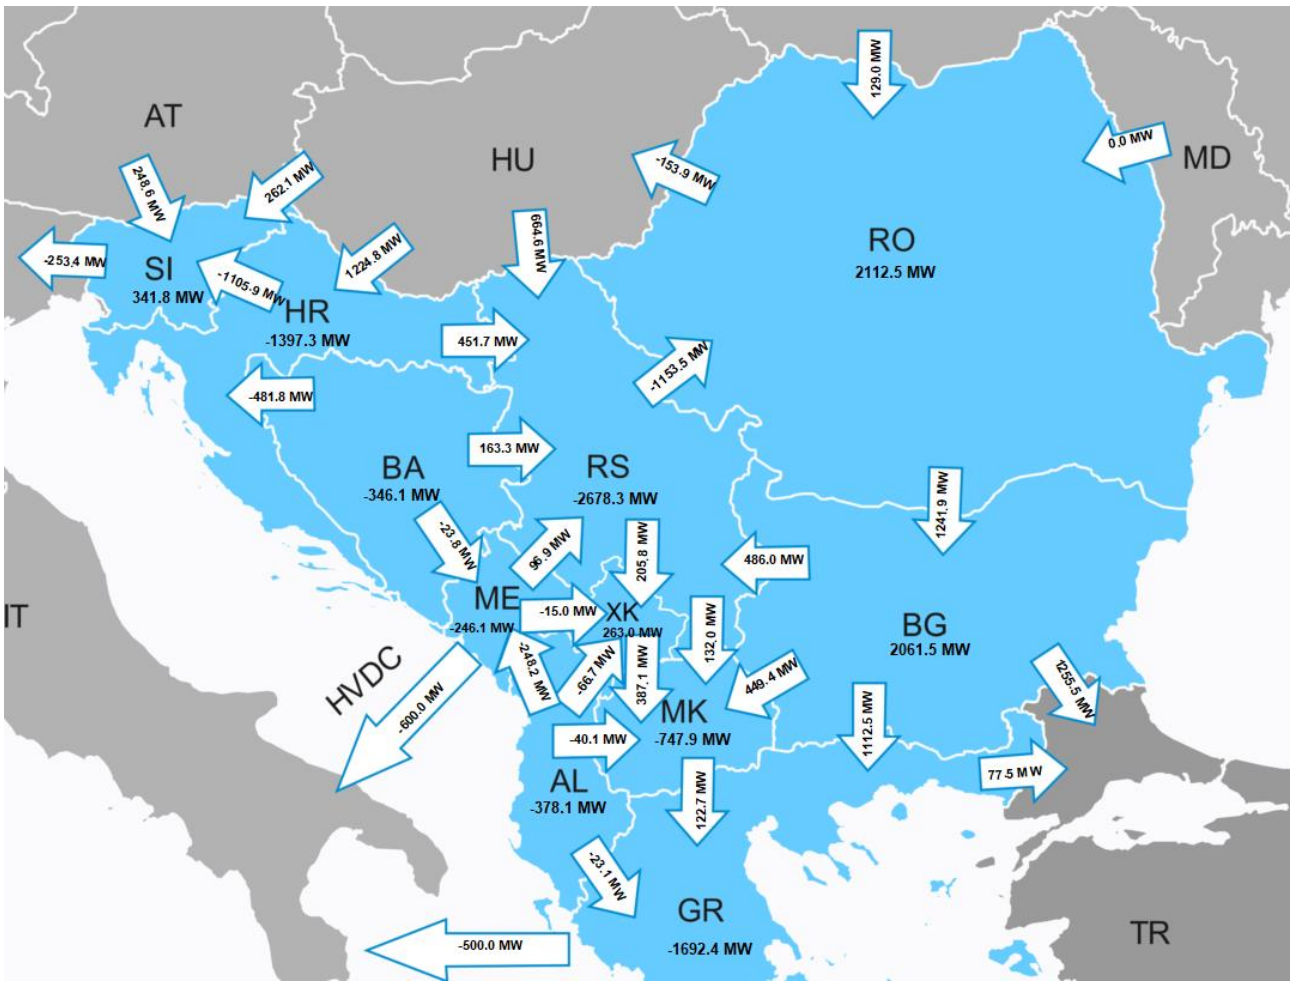 129.0 MW
AT
0.0 MW
HU
-153.9 MW
MD
248.6 MW
262.1 MW
664.6 MW
1224.8 MW
RO
2112.5 MW
-253.4 MW
SI
341.8 MW
-1105.9 MW
HR
-1397.3 MW
451.7 MW
-1153.5 MW
-481.8 MW
163.3 MW
BA
-346.1 MW
RS
-2678.3 MW
1241.9 MW
-23.8 MW
96.9 MW
205.8 MW
486.0 MW
ME
-246.1 MW
-15.0 MW
XK
263.0 MW
132.0 MW
BG
2061.5 MW
IT
HVDC
-600.0 MW
-248.2 MW
-66.7 MW
387.1 MW
449.4 MW
1255.5 MW
MK
-747.9 MW
1112.5 MW
-40.1 MW
77.5 MW
AL
-378.1 MW
122.7 MW
-23.1 MW
GR
-1692.4 MW
-500.0 MW
TR